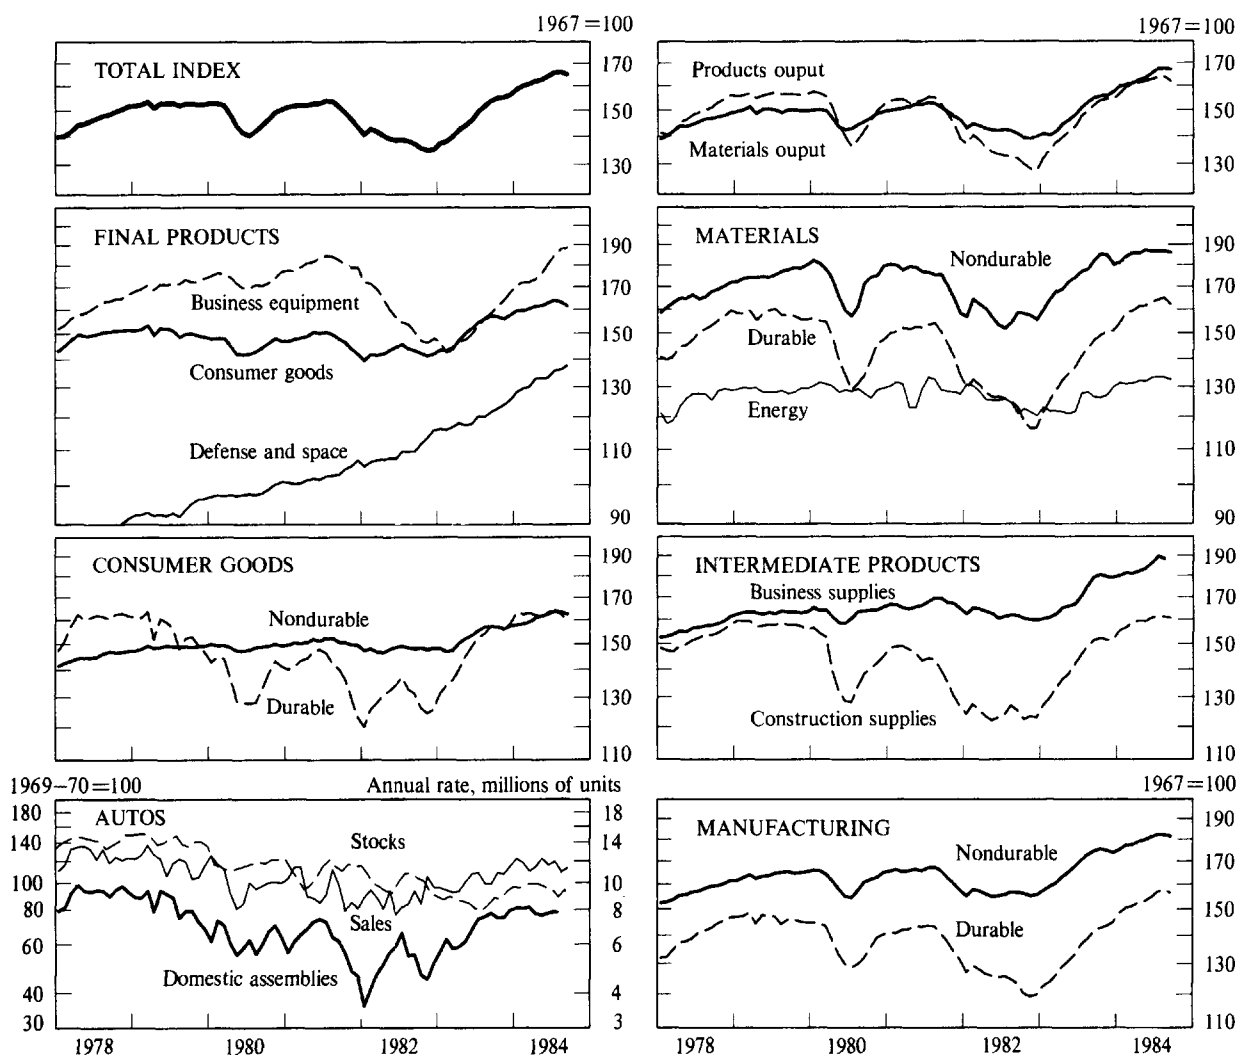 1967=100
TOTAL INDEX
170
150
130
FINAL PRODUCTS
190
Business equipment
170
150
Consumer goods
130
Defense and space
110
90
CONSUMER GOODS
190
Nondurable
170
150
Durable
130
110
1969–70=100 Annual rate, millions of units
AUTOS
180 18
140 14
Stocks
100 10
80 8
Sales
60 6
Domestic assemblies
40 4
30 3
1978 1980 1982 1984
1967=100
Products ouput
170
150
Materials ouput
130
MATERIALS
190
Nondurable
170
Durable
150
130
Energy
110
90
INTERMEDIATE PRODUCTS
190
Business supplies
170
150
130
Construction supplies
110
1967=100
MANUFACTURING
190
Nondurable
170
150
Durable
130
110
1978 1980 1982 1984